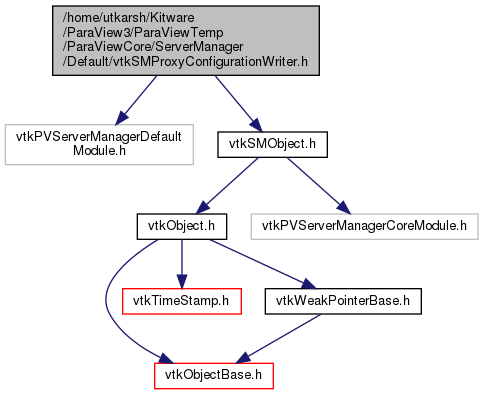 /home/utkarsh/Kitware
/ParaView3/ParaViewTemp
/ParaViewCore/ServerManager
/Default/vtkSMProxyConfigurationWriter.h
vtkPVServerManagerDefault
Module.h
vtkSMObject.h
vtkObject.h
vtkPVServerManagerCoreModule.h
vtkTimeStamp.h
vtkWeakPointerBase.h
vtkObjectBase.h